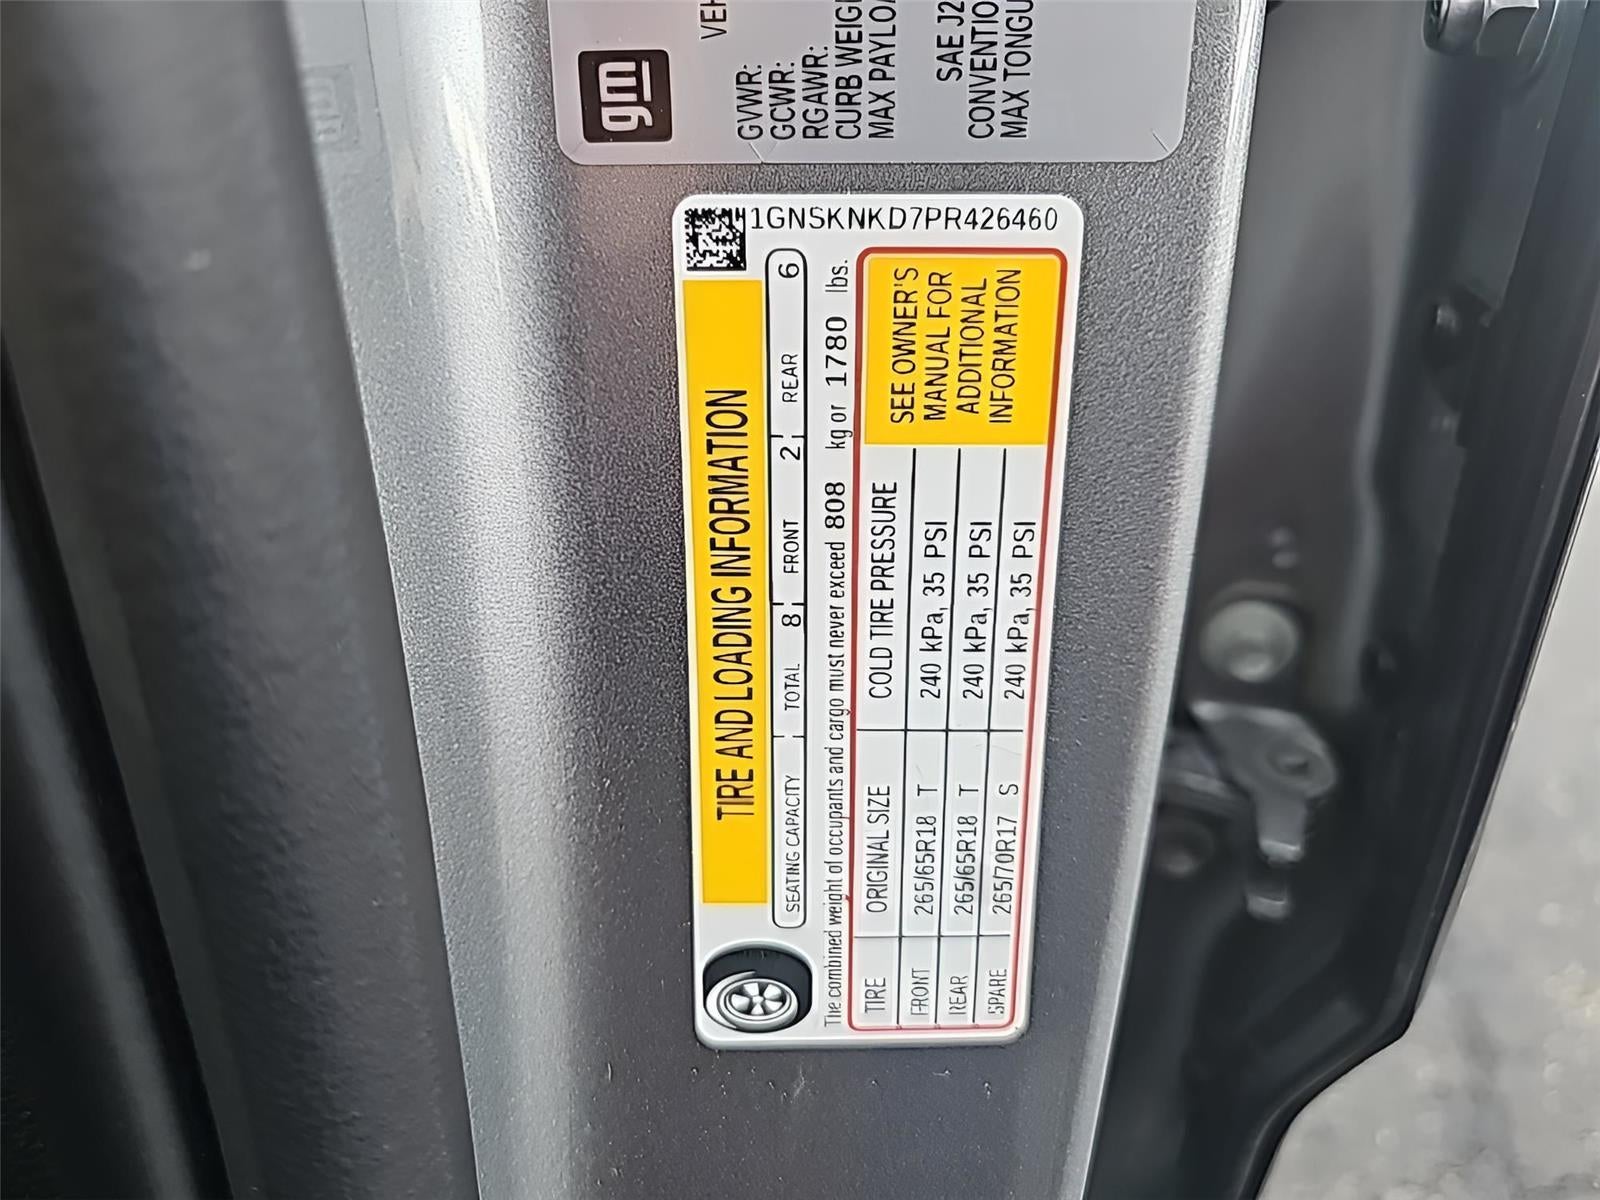 gm
VEH
GVWR:
GCWR:
RGAWR:
CURB WEIG
MAX PAYLO
SAE J2
CONVENTIO
MAX TONGU
1GNSKNKD7PR426460
TIRE AND LOADING INFORMATION
SEATING CAPACITY TOTAL 8 FRONT 2 REAR 6
The combined weight of occupants and cargo must never exceed 808 kg or 1780 lbs.
TIRE ORIGINAL SIZE COLD TIRE PRESSURE
FRONT 265/65R18 T 240 kPa, 35 PSI
REAR 265/65R18 T 240 kPa, 35 PSI
SPARE 265/70R17 S 240 kPa, 35 PSI
SEE OWNER'S
MANUAL FOR
ADDITIONAL
INFORMATION